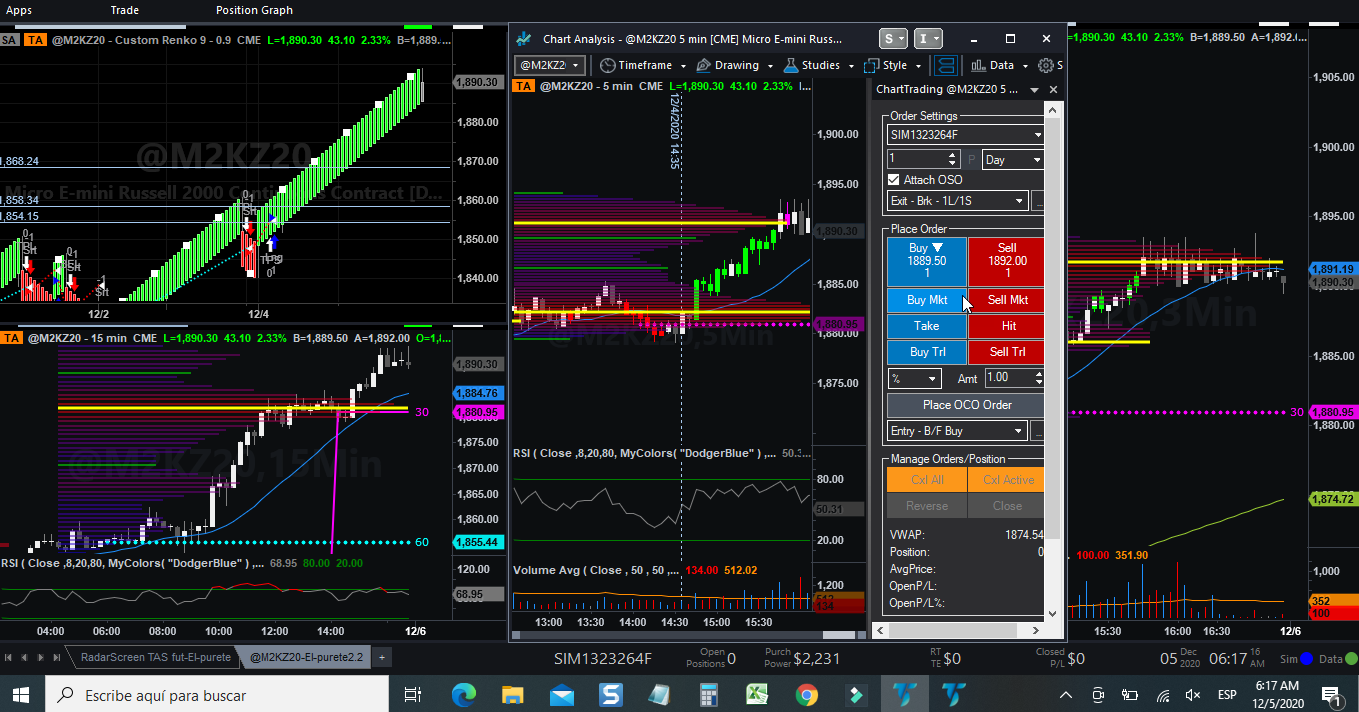 Apps Trade Position Graph
SA TA @M2KZ20 - Custom Renko 9 - 0.9 CME L=1,890.30 43.10 2.33% B=1,889....
1,890.30
1,880.00
1,870.00
1,860.00
1,850.00
1,840.00
1,868.24
1,858.34
1,854.15
@M2KZ20
Micro E-mini Russell 2000 Contract [D...
12/2 12/4
TA @M2KZ20 - 15 min CME L=1,890.30 43.10 2.33% B=1,889.50 A=1,892.00 O=1,...
1,890.30
1,884.76
30 1,880.95
1,875.00
1,870.00
1,865.00
1,860.00
60 1,855.44
@M2KZ20,15Min
RSI ( Close ,8,20,80, MyColors( "DodgerBlue" ) ,... 68.95 80.00 20.00
120.00
68.95
04:00 06:00 08:00 10:00 12:00 14:00 12/6
Chart Analysis - @M2KZ20 5 min [CME] Micro E-mini Russ...
S I
@M2KZ0 Timeframe Drawing Studies Style Data S
TA @M2KZ20 - 5 min CME L=1,890.30 43.10 2.33% I...
12/4/2020 14:35
1,900.00
1,895.00
1,890.30
1,885.00
1,880.95
1,880.00
1,875.00
@M2KZ20,5Min
RSI ( Close ,8,20,80, MyColors( "DodgerBlue" ) ,... 50.3...
80.00
50.31
20.00
Volume Avg ( Close , 50 , 50 ,... 134.00 512.02
1,200
512
134
13:00 13:30 14:00 14:30 15:00 15:30
ChartTrading @M2KZ20 5 ...
Order Settings
SIM1323264F
1 P Day
Attach OSO
Exit - Brk - 1L/1S ...
Place Order
Buy Sell
1889.50 1892.00
1 1
Buy Mkt Sell Mkt
Take Hit
Buy Trl Sell Trl
% Amt 1.00
Place OCO Order
Entry - B/F Buy ...
Manage Orders/Position
Cxl All Cxl Active
Reverse Close
VWAP: 1874.54
Position: 0
AvgPrice:
OpenP/L:
OpenP/L%:
=1,890.30 43.10 2.33% B=1,889.50 A=1,892....
1,905.00
1,900.00
1,895.00
1,891.19
1,890.30
1,885.00
30 1,880.95
1,880.00
1,874.72
20,3Min
100.00 351.90
1,000
352
100
15:30 16:00 16:30 12/6
RadarScreen TAS fut-El-purete @M2KZ20-El-purete2.2 +
SIM1323264F Open Positions 0 Purch Power $2,231 RT TE $0 Closed P/L $0 05 Dec 2020 06:17 16 AM Sim Data
Escribe aquí para buscar
ESP
6:17 AM
12/5/2020
1